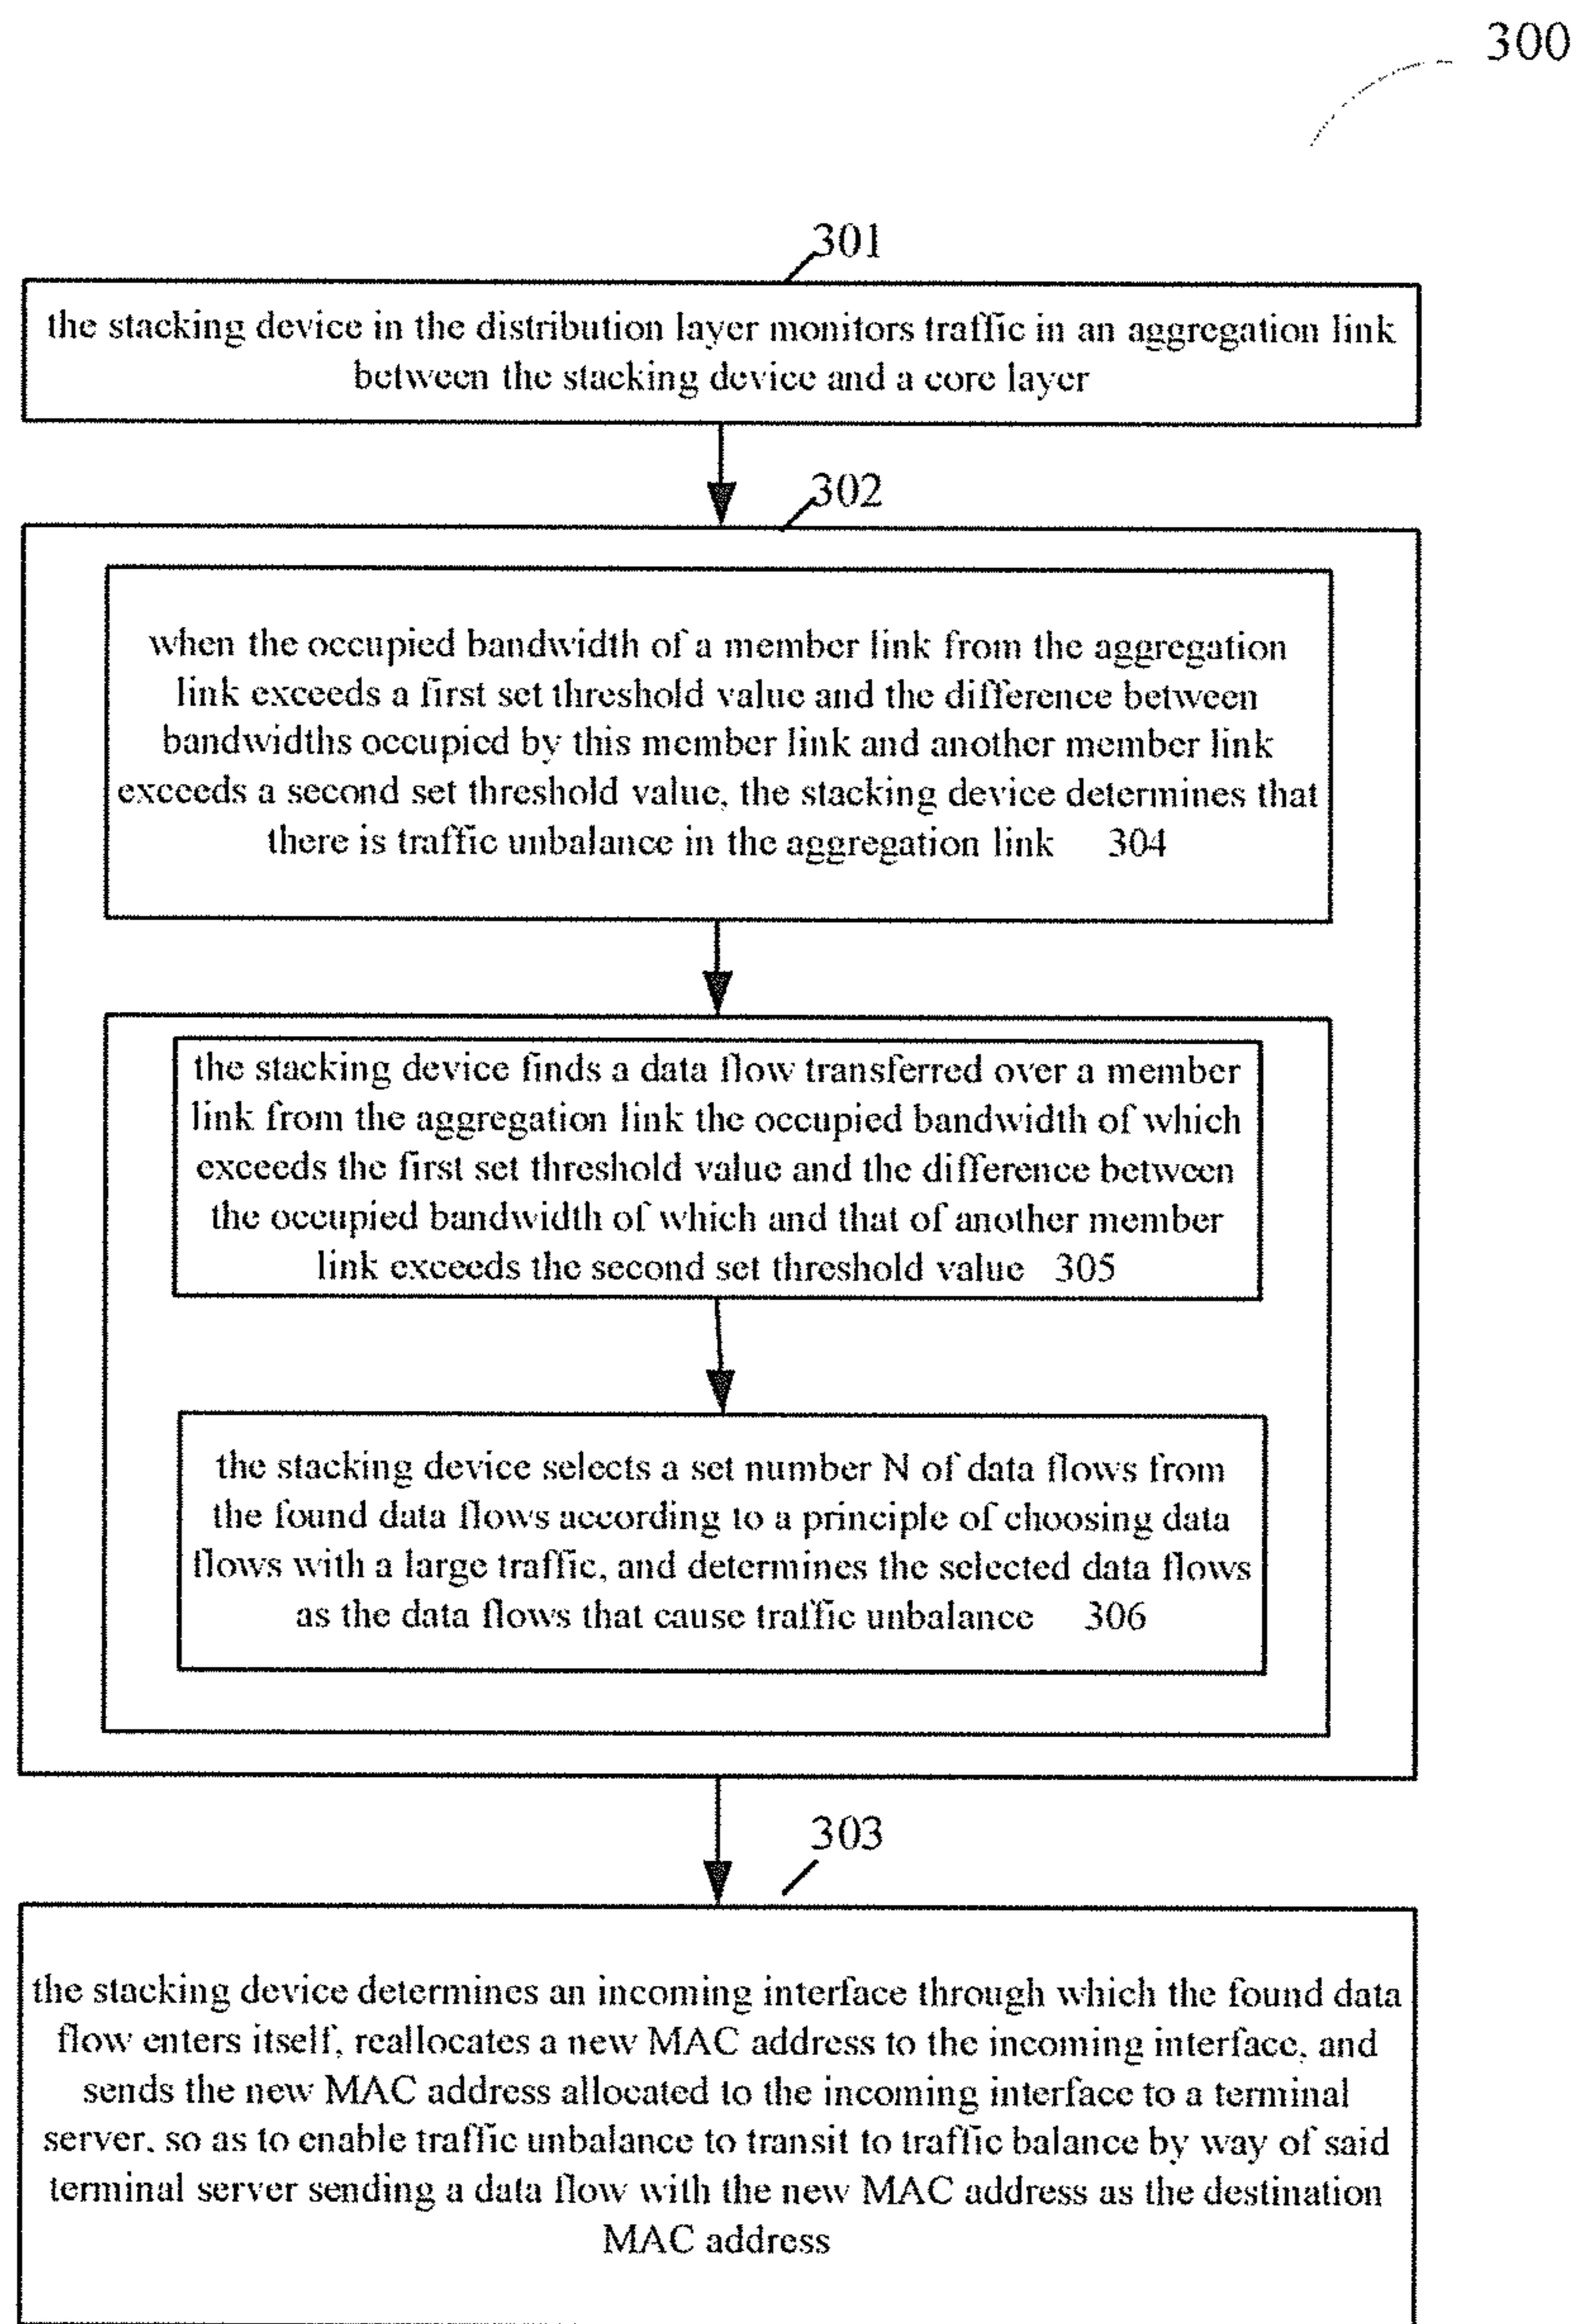 300
301
the stacking device in the distribution layer monitors traffic in an aggregation link
between the stacking device and a core layer
302
when the occupied bandwidth of a member link from the aggregation
link exceeds a first set threshold value and the difference between
bandwidths occupied by this member link and another member link
exceeds a second set threshold value, the stacking device determines that
there is traffic unbalance in the aggregation link 304
the stacking device finds a data flow transferred over a member
link from the aggregation link the occupied bandwidth of which
exceeds the first set threshold value and the difference between
the occupied bandwidth of which and that of another member
link exceeds the second set threshold value 305
the stacking device selects a set number N of data flows from
the found data flows according to a principle of choosing data
flows with a large traffic, and determines the selected data flows
as the data flows that cause traffic unbalance 306
303
the stacking device determines an incoming interface through which the found data
flow enters itself, reallocates a new MAC address to the incoming interface, and
sends the new MAC address allocated to the incoming interface to a terminal
server, so as to enable traffic unbalance to transit to traffic balance by way of said
terminal server sending a data flow with the new MAC address as the destination
MAC address